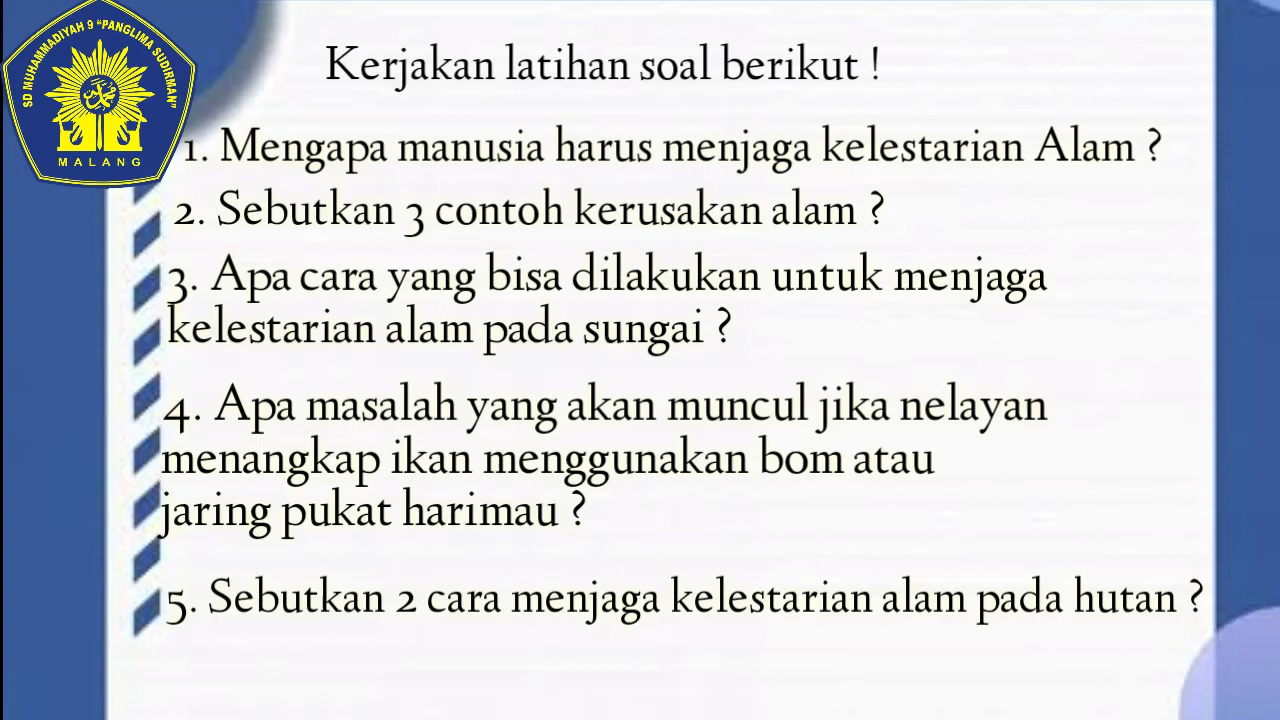 SD MUHAMMADIYAH 9 "PANGLIMA SUDIRMAN"
MALANG
Kerjakan latihan soal berikut !
1. Mengapa manusia harus menjaga kelestarian Alam ?
2. Sebutkan 3 contoh kerusakan alam ?
3. Apa cara yang bisa dilakukan untuk menjaga
kelestarian alam pada sungai ?
4. Apa masalah yang akan muncul jika nelayan
menangkap ikan menggunakan bom atau
jaring pukat harimau ?
5. Sebutkan 2 cara menjaga kelestarian alam pada hutan ?